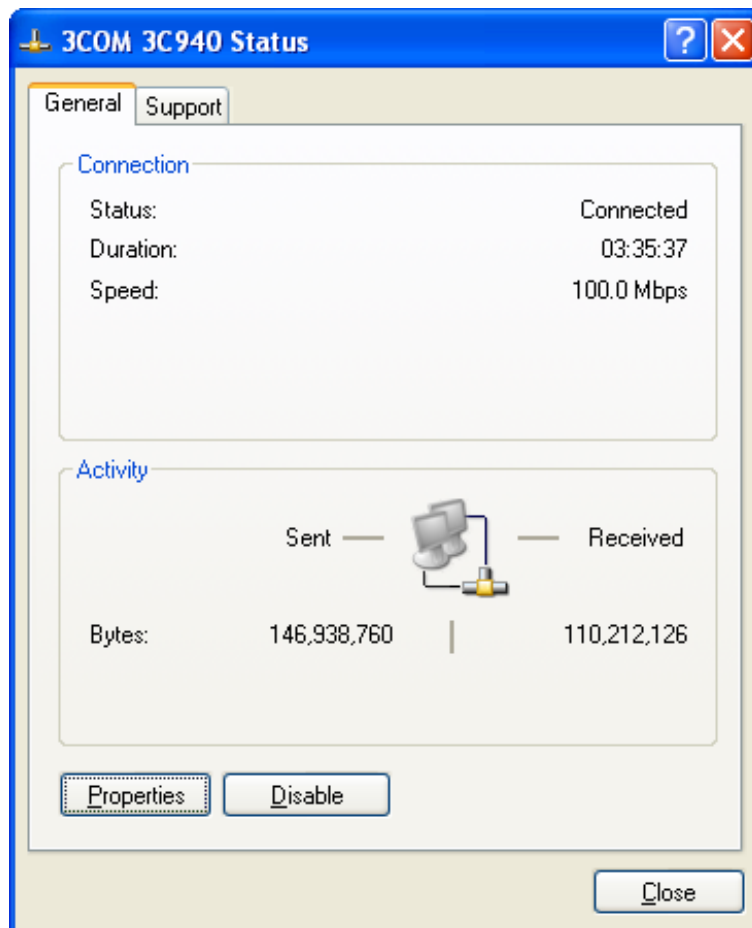 3COM 3C940 Status
General Support
Connection
Status: Connected
Duration: 03:35:37
Speed: 100.0 Mbps
Activity
Sent Received
Bytes: 146,938,760 110,212,126
Properties Disable
Close